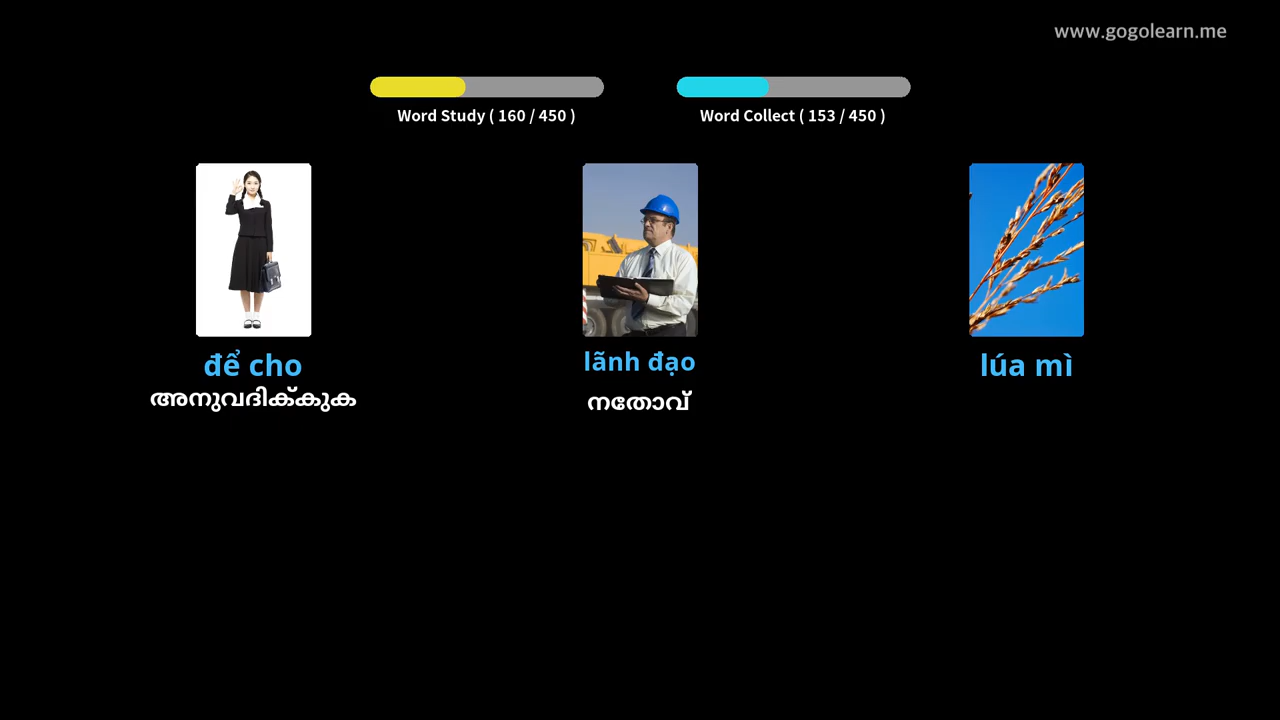 www.gogolearn.me
Word Study ( 160 / 450 )
Word Collect ( 153 / 450 )
để cho
അനുവദിക്കുക
lãnh đạo
നതോവ്
lúa mì